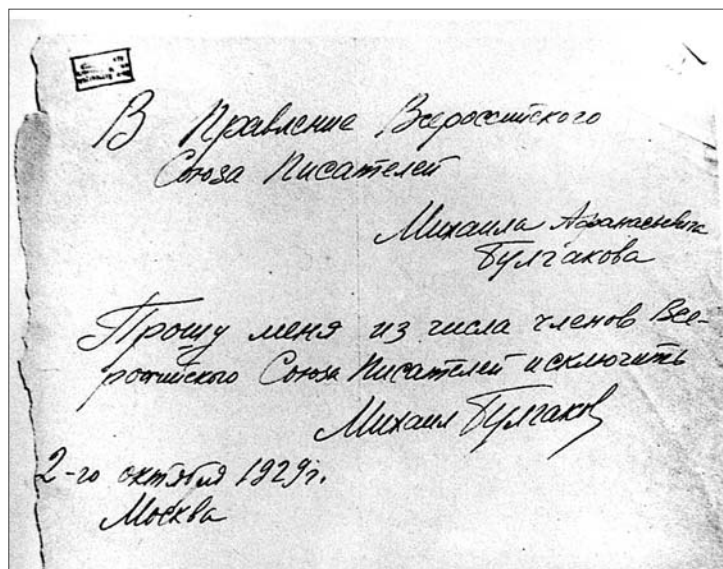 В Правление Всероссийского
Союза Писателей
Михаила Афанасьевича
Булгакова
Прошу меня из числа членов Все-
российского Союза Писателей исключить
Михаил Булгаков
2-го октября 1929 г.
Москва